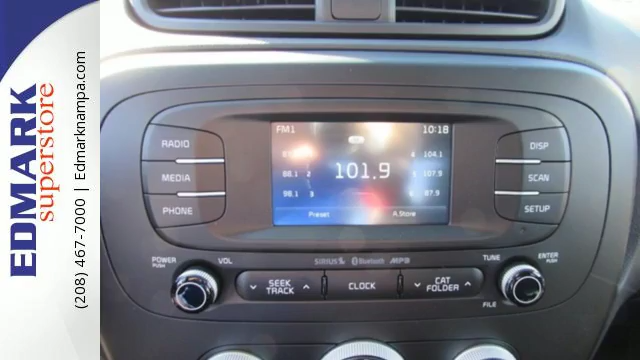 EDMARK
superstore
(208) 467-7000 | Edmarknampa.com
FM1 10:18
101.9
4 104.1
88.1 2 5 107.9
98.1 3 6 87.9
Preset A.Store
RADIO
MEDIA
PHONE
DISP
SCAN
SETUP
POWER
PUSH
VOL
SIRIUS Bluetooth MP3
SEEK
TRACK
CLOCK
CAT
FOLDER
TUNE
FILE
ENTER
PUSH